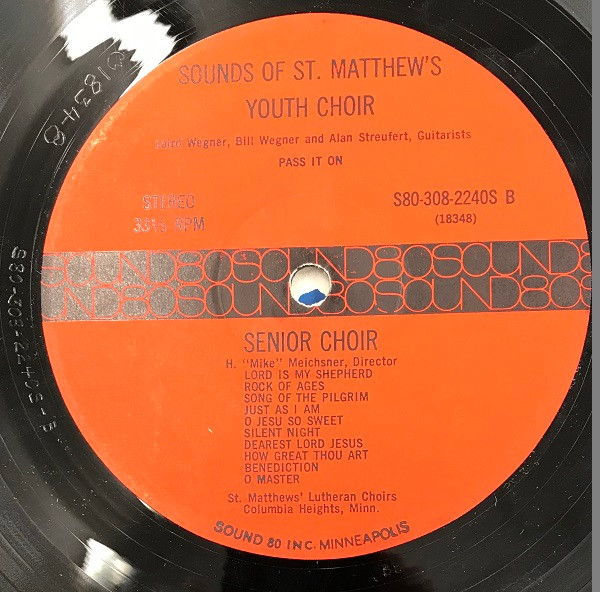 SOUNDS OF ST. MATTHEW'S
YOUTH CHOIR
Wegner, Bill Wegner and Alan Streufert, Guitarists
PASS IT ON
STEREO
33⅓ RPM
S80-308-2240S B
(18348)
SOUND80SOUND80SOUND8
SOUND80SOUND80SOUND80
SENIOR CHOIR
H. "Mike" Meichsner, Director
LORD IS MY SHEPHERD
ROCK OF AGES
SONG OF THE PILGRIM
JUST AS I AM
O JESU SO SWEET
SILENT NIGHT
DEAREST LORD JESUS
HOW GREAT THOU ART
BENEDICTION
O MASTER
St. Matthews' Lutheran Choirs
Columbia Heights, Minn.
SOUND 80 INC. MINNEAPOLIS
S80-308-2240S-B